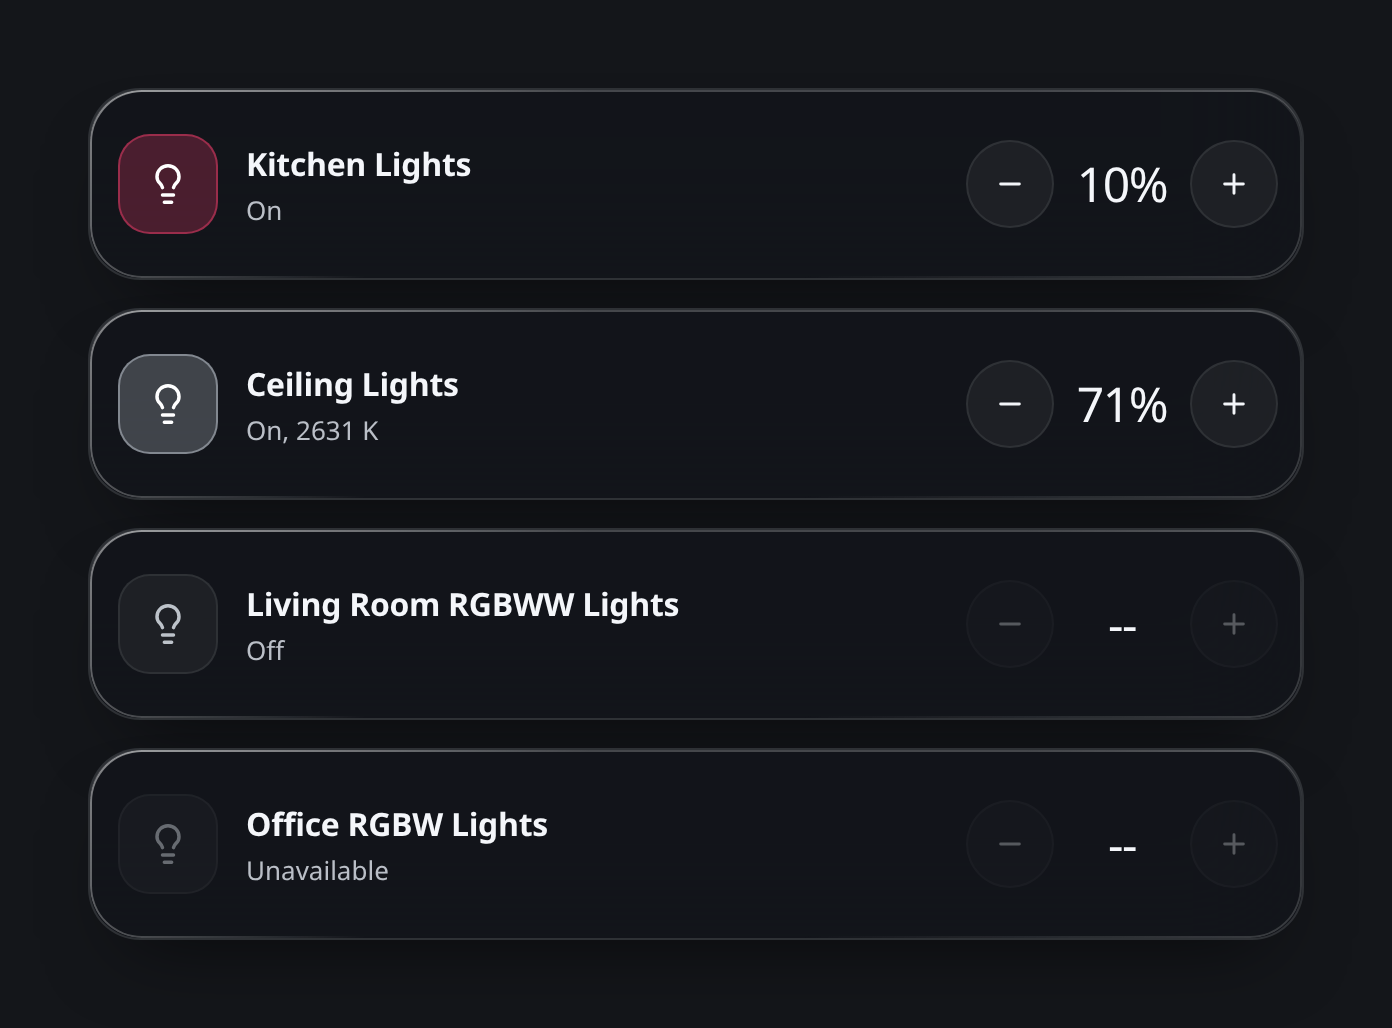 Kitchen Lights
On
− 10% +
Ceiling Lights
On, 2631 K
− 71% +
Living Room RGBWW Lights
Off
− -- +
Office RGBW Lights
Unavailable
− -- +